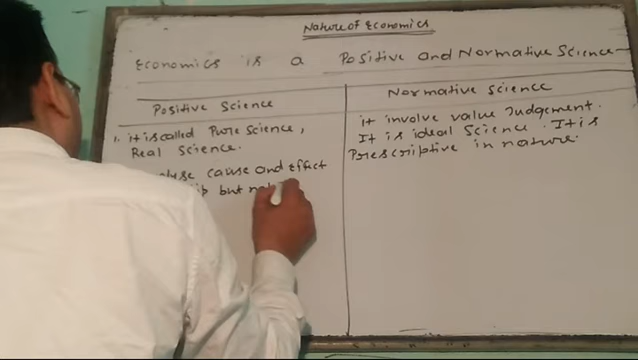 Nature of Economics
Economics is a Positive and Normative Science
Positive Science
1. it is called Pure Science,
Real Science.
cause and Effect
but
Normative Science
it involve value Judgement.
It is ideal Science. It is
Prescriptive in nature.